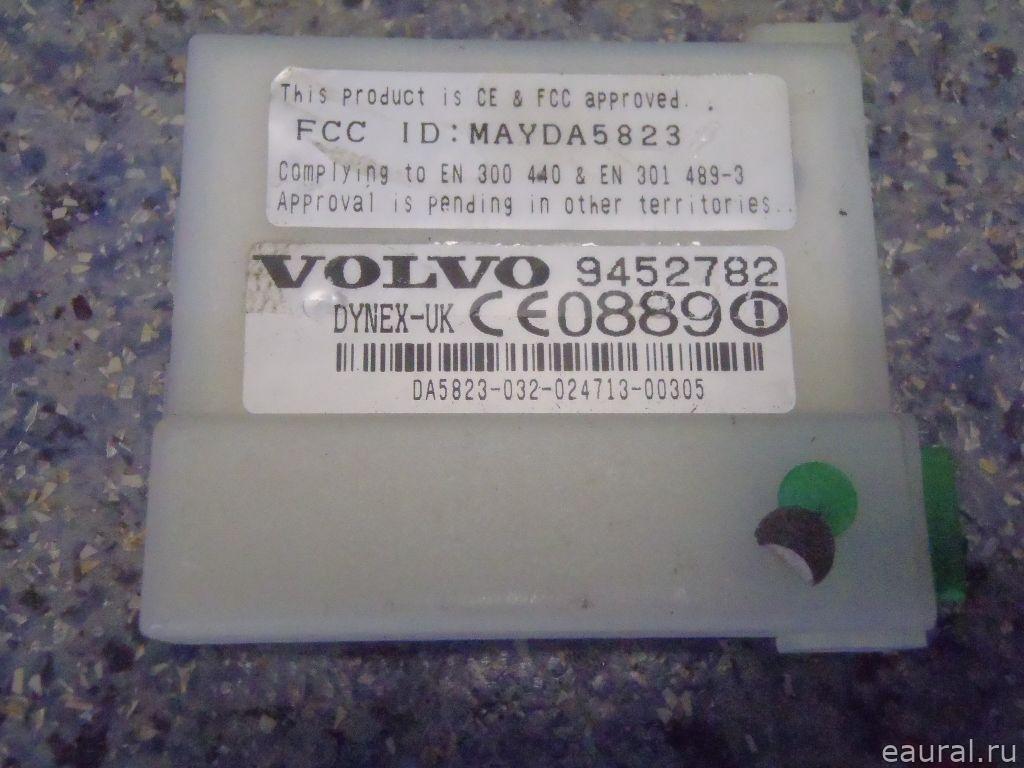 This product is CE & FCC approved.
FCC ID: MAYDA5823
Complying to EN 300 440 & EN 301 489-3
Approval is pending in other territories.
VOLVO 9452782
DYNEX-UK CE0889
DA5823-032-024713-00305
eaural.ru